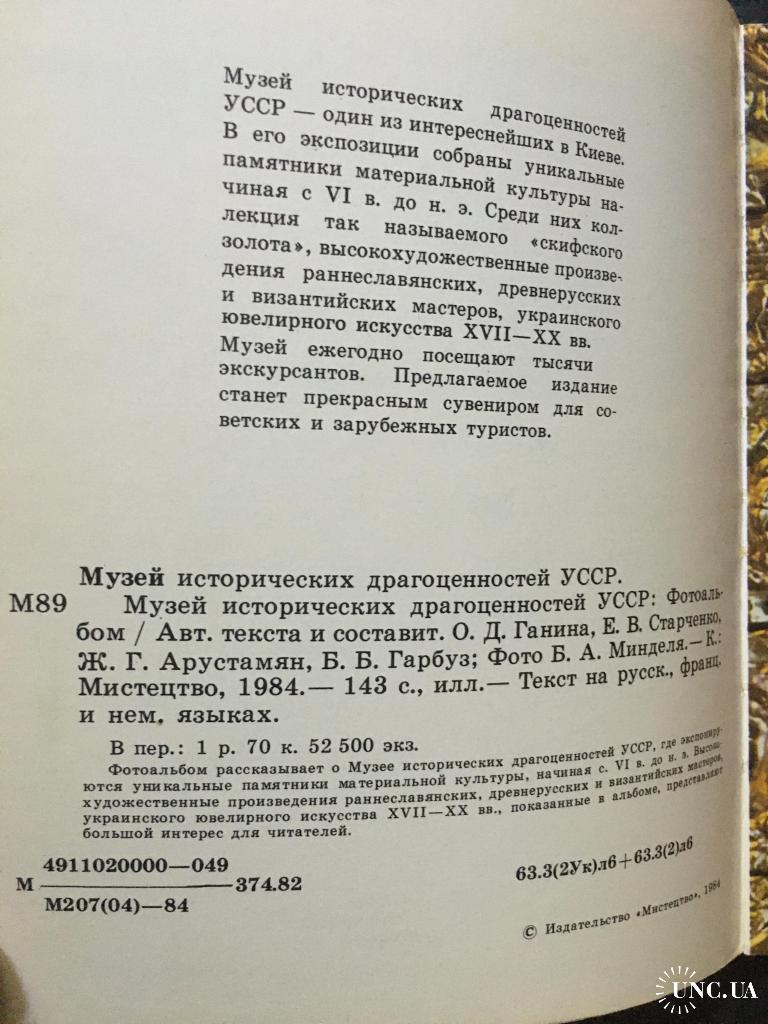 Музей исторических драгоценностей
УССР — один из интереснейших в Киеве.
В его экспозиции собраны уникальные
памятники материальной культуры на-
чиная с VI в. до н. э. Среди них кол-
лекция так называемого «скифского
золота», высокохудожественные произве-
дения раннеславянских, древнерусских
и византийских мастеров, украинского
ювелирного искусства XVII—XX вв.
Музей ежегодно посещают тысячи
экскурсантов. Предлагаемое издание
станет прекрасным сувениром для со-
ветских и зарубежных туристов.
Музей исторических драгоценностей УССР.
М89 Музей исторических драгоценностей УССР: Фотоаль-
бом / Авт. текста и составит. О. Д. Ганина, Е. В. Старченко,
Ж. Г. Арустамян, Б. Б. Гарбуз; Фото Б. А. Минделя.— К.:
Мистецтво, 1984.— 143 с., илл.— Текст на русск., франц.
и нем. языках.
В пер.: 1 р. 70 к. 52 500 экз.
Фотоальбом рассказывает о Музее исторических драгоценностей УССР, где экспониру-
ются уникальные памятники материальной культуры, начиная с. VI в. до н. э. Высоко-
художественные произведения раннеславянских, древнерусских и византийских мастеров,
украинского ювелирного искусства XVII—XX вв., показанные в альбоме, представляют
большой интерес для читателей.
4911020000—049
М 374.82
М207(04)—84
63.3(2Ук)л6+63.3(2)л6
© Издательство «Мистецтво», 1984
UNC.UA